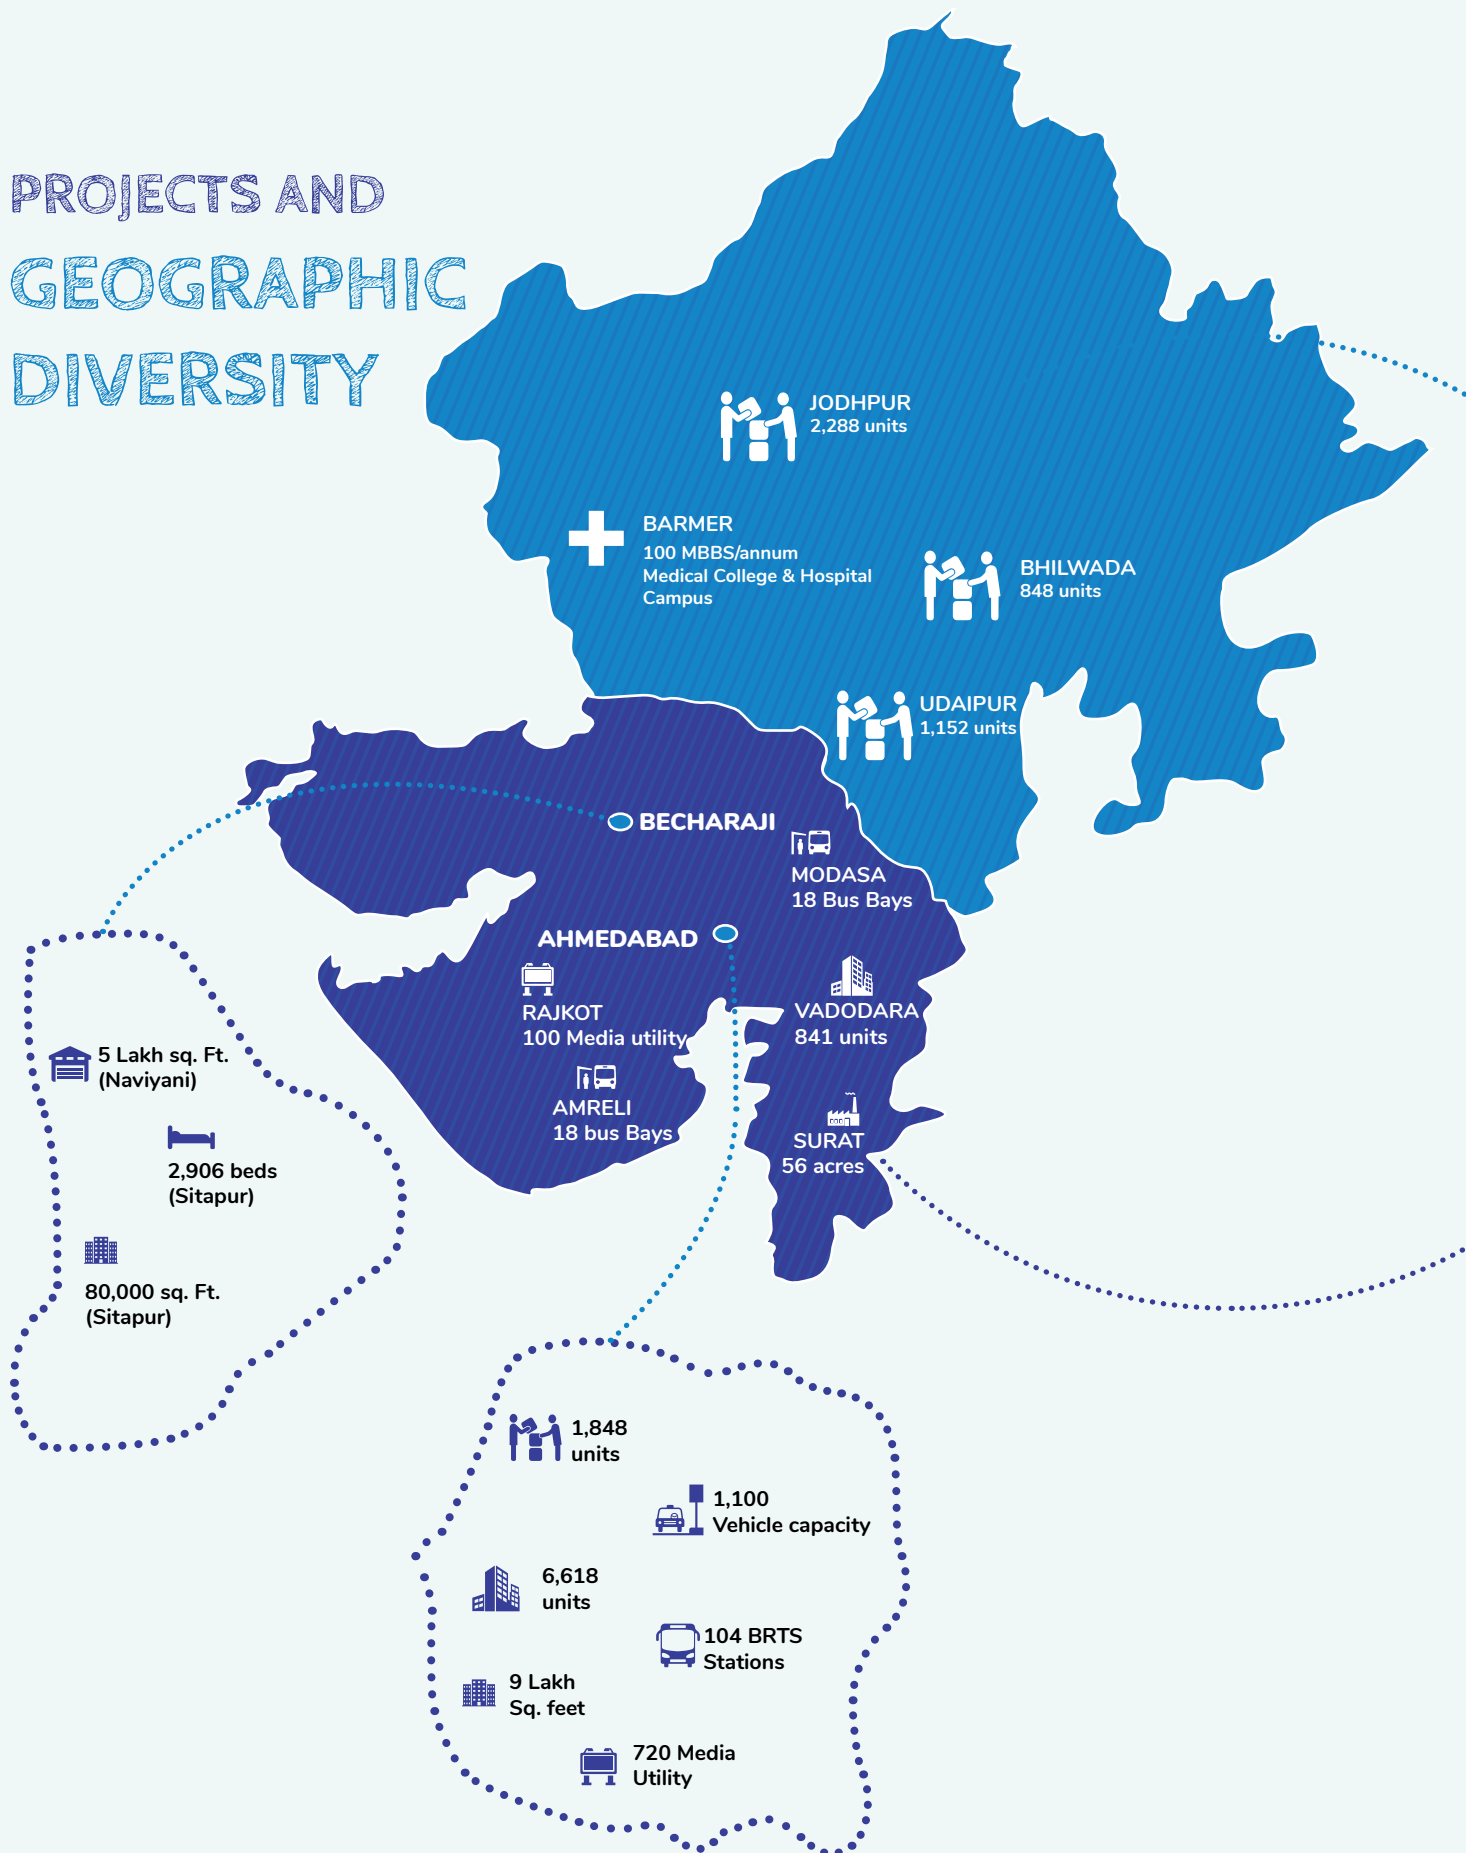 PROJECTS AND
GEOGRAPHIC
DIVERSITY
JODHPUR
2,288 units
BARMER
100 MBBS/annum
Medical College & Hospital
Campus
BHILWADA
848 units
UDAIPUR
1,152 units
BECHARAJI
MODASA
18 Bus Bays
AHMEDABAD
RAJKOT
100 Media utility
VADODARA
841 units
AMRELI
18 bus Bays
SURAT
56 acres
5 Lakh sq. Ft.
(Naviyani)
2,906 beds
(Sitapur)
80,000 sq. Ft.
(Sitapur)
1,848
units
1,100
Vehicle capacity
6,618
units
104 BRTS
Stations
9 Lakh
Sq. feet
720 Media
Utility